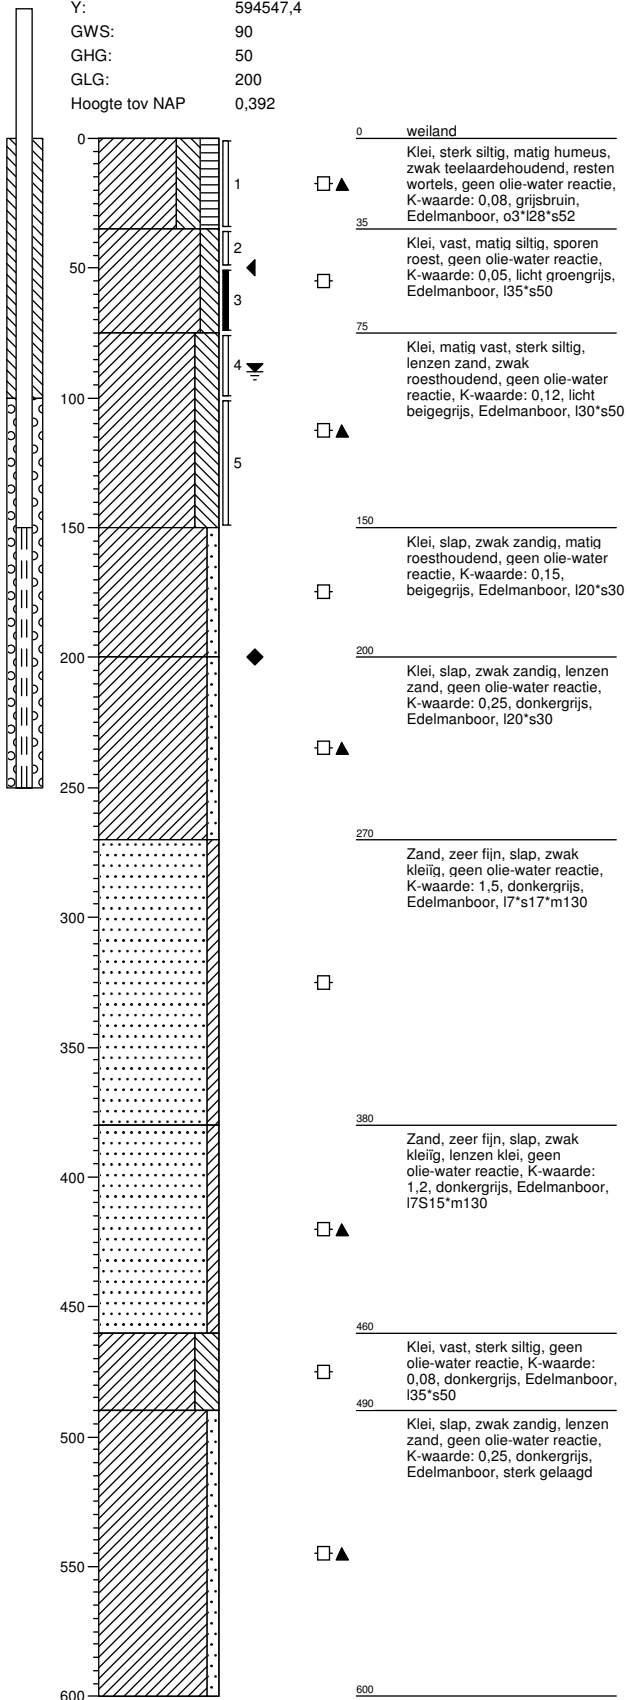 Y: 594547,4
GWS: 90
GHG: 50
GLG: 200
Hoogte tov NAP 0,392
0
0 weiland
Klei, sterk siltig, matig humeus,
zwak teelaardehoudend, resten
wortels, geen olie-water reactie,
K-waarde: 0,08, grijsbruin,
Edelmanboor, o3*l28*s52
1
35
Klei, vast, matig siltig, sporen
roest, geen olie-water reactie,
K-waarde: 0,05, licht groengrijs,
Edelmanboor, l35*s50
2
50
3
75
Klei, matig vast, sterk siltig,
lenzen zand, zwak
roesthoudend, geen olie-water
reactie, K-waarde: 0,12, licht
beigegrijs, Edelmanboor, l30*s50
4
100
5
150
150
Klei, slap, zwak zandig, matig
roesthoudend, geen olie-water
reactie, K-waarde: 0,15,
beigegrijs, Edelmanboor, l20*s30
200
200
Klei, slap, zwak zandig, lenzen
zand, geen olie-water reactie,
K-waarde: 0,25, donkergrijs,
Edelmanboor, l20*s30
250
270
Zand, zeer fijn, slap, zwak
kleiïg, geen olie-water reactie,
K-waarde: 1,5, donkergrijs,
Edelmanboor, l7*s17*m130
300
350
380
Zand, zeer fijn, slap, zwak
kleiïg, lenzen klei, geen
olie-water reactie, K-waarde:
1,2, donkergrijs, Edelmanboor,
l7S15*m130
400
450
460
Klei, vast, sterk siltig, geen
olie-water reactie, K-waarde:
0,08, donkergrijs, Edelmanboor,
l35*s50
490
Klei, slap, zwak zandig, lenzen
zand, geen olie-water reactie,
K-waarde: 0,25, donkergrijs,
Edelmanboor, sterk gelaagd
500
550
600
600